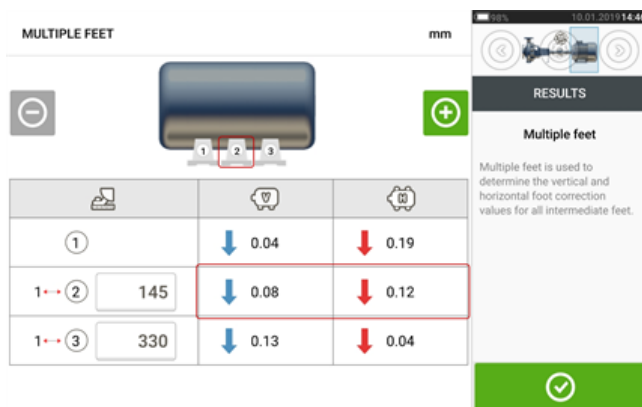 MULTIPLE FEET
mm
1 2 3
V H
1 0.04 0.19
1↔2 145 0.08 0.12
1↔3 330 0.13 0.04
98% 10.01.2019 14:46
RESULTS
Multiple feet
Multiple feet is used to
determine the vertical and
horizontal foot correction
values for all intermediate feet.